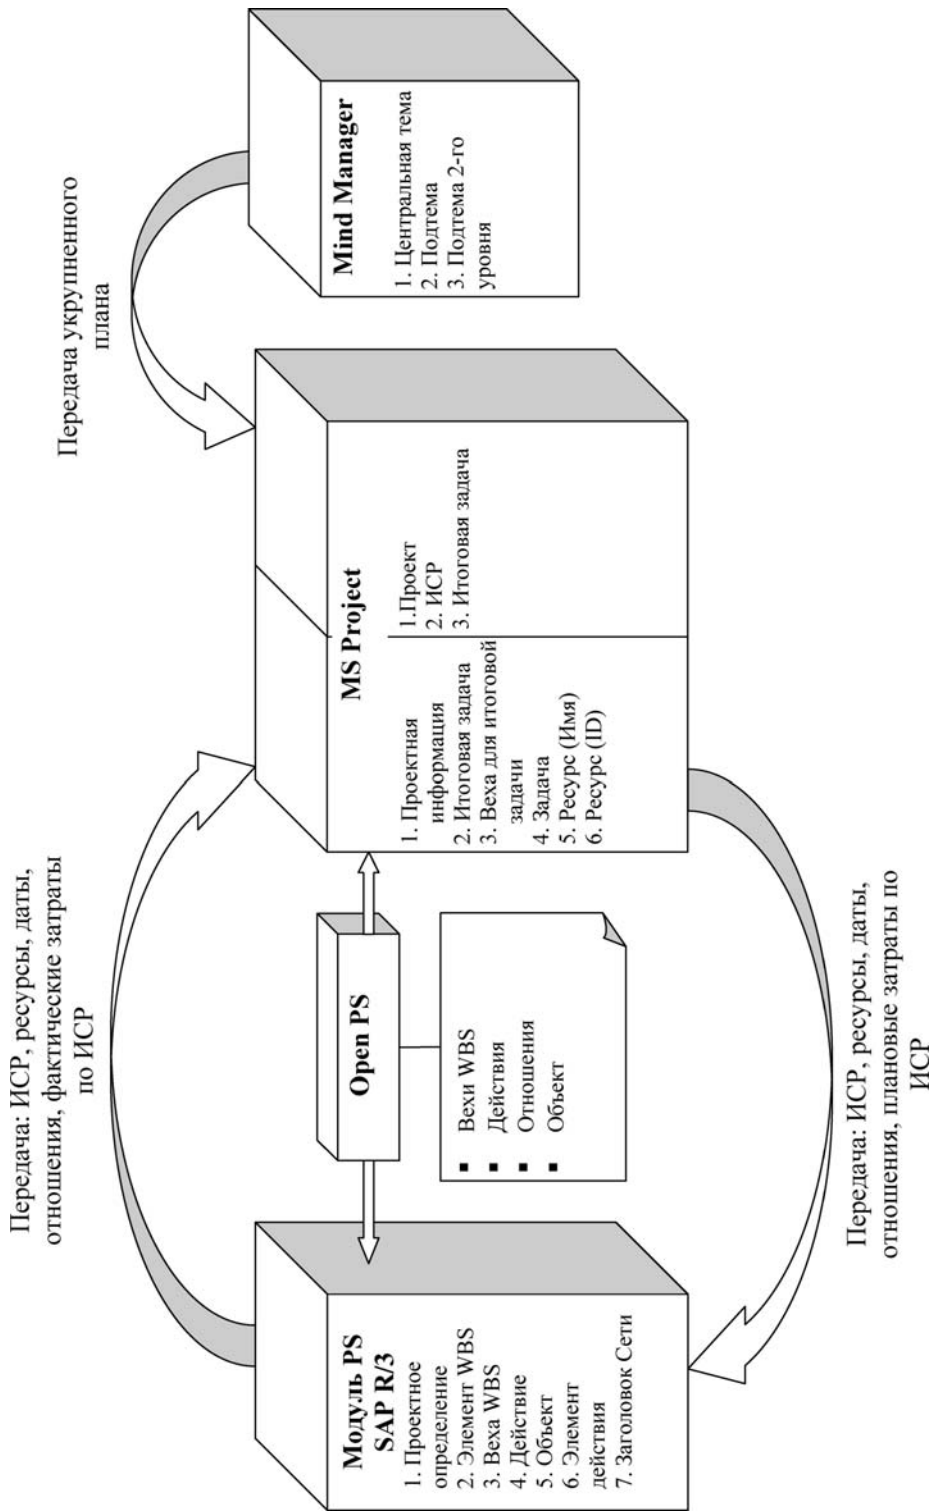 Передача: ИСР, ресурсы, даты,
отношения, фактические затраты
по ИСР
Передача укрупненного
плана
Модуль PS
SAP R/3
1. Проектное
определение
2. Элемент WBS
3. Веха WBS
4. Действие
5. Объект
6. Элемент
действия
7. Заголовок Сети
Open PS
▪ Вехи WBS
▪ Действия
▪ Отношения
▪ Объект
MS Project
1. Проектная
информация
2. Итоговая задача
3. Веха для итоговой
задачи
4. Задача
5. Ресурс (Имя)
6. Ресурс (ID)
1.Проект
2. ИСР
3. Итоговая задача
Mind Manager
1. Центральная тема
2. Подтема
3. Подтема 2-го
уровня
Передача: ИСР, ресурсы, даты,
отношения, плановые затраты по
ИСР